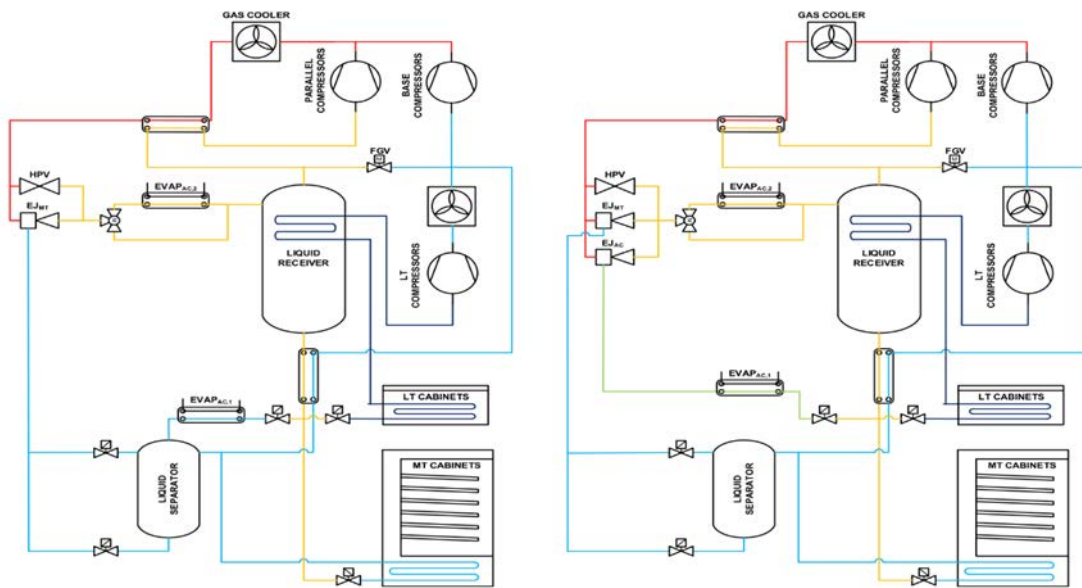 GAS COOLER
PARALLEL
COMPRESSORS
BASE
COMPRESSORS
FGV
HPV
EJMT
EVAPAC,2
LIQUID
RECEIVER
LT
COMPRESSORS
EVAPAC,1
LT CABINETS
LIQUID
SEPARATOR
MT CABINETS
GAS COOLER
PARALLEL
COMPRESSORS
BASE
COMPRESSORS
FGV
HPV
EJMT
EJAC
EVAPAC,2
LIQUID
RECEIVER
LT
COMPRESSORS
EVAPAC,1
LT CABINETS
LIQUID
SEPARATOR
MT CABINETS